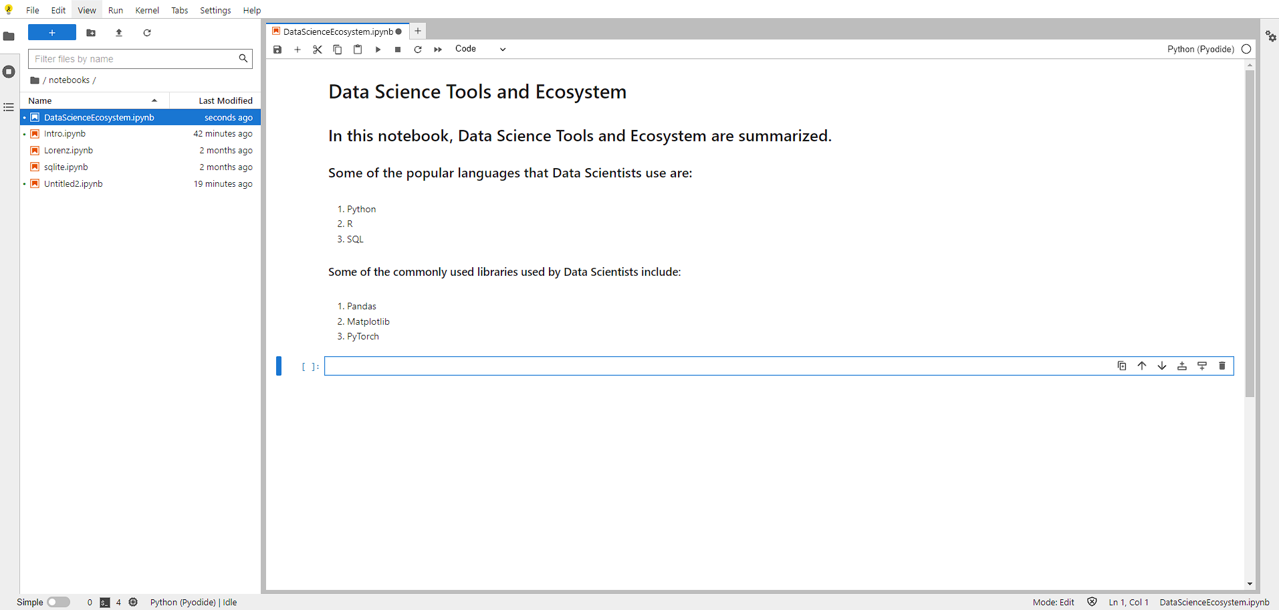 File Edit View Run Kernel Tabs Settings Help
+
Filter files by name
/ notebooks /
Name Last Modified
DataScienceEcosystem.ipynb seconds ago
Intro.ipynb 42 minutes ago
Lorenz.ipynb 2 months ago
sqlite.ipynb 2 months ago
Untitled2.ipynb 19 minutes ago
DataScienceEcosystem.ipynb +
Code Python (Pyodide)
Data Science Tools and Ecosystem
In this notebook, Data Science Tools and Ecosystem are summarized.
Some of the popular languages that Data Scientists use are:
1. Python
2. R
3. SQL
Some of the commonly used libraries used by Data Scientists include:
1. Pandas
2. Matplotlib
3. PyTorch
[ ]:
Simple 0 4 Python (Pyodide) | Idle Mode: Edit Ln 1, Col 1 DataScienceEcosystem.ipynb